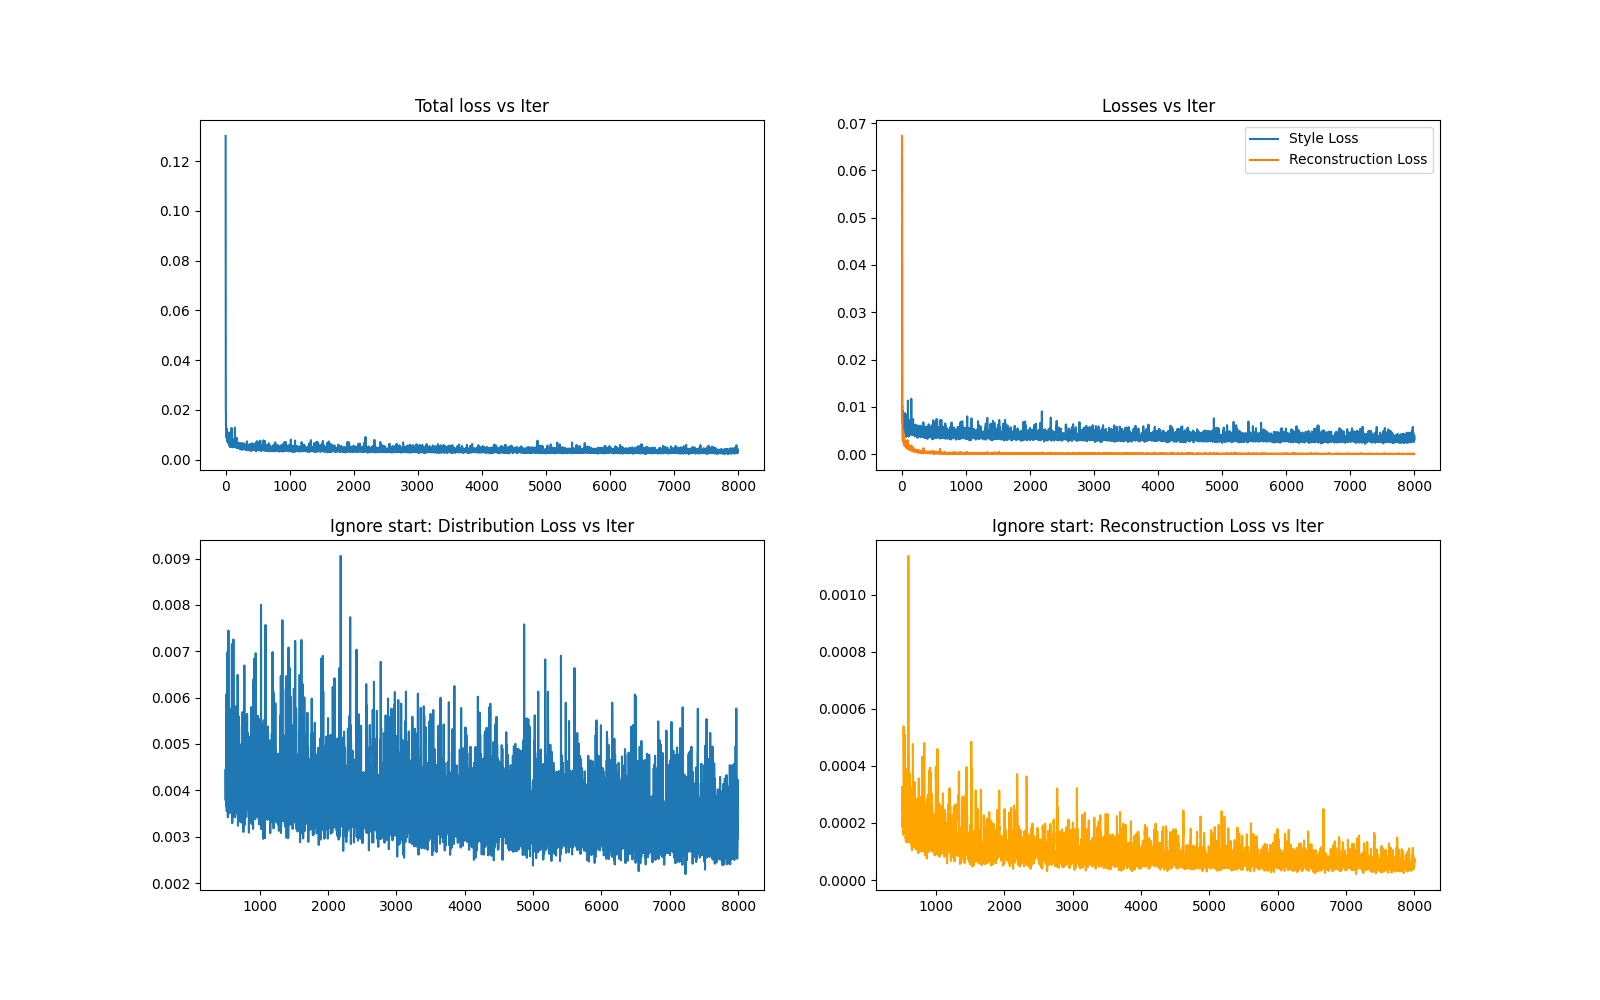 Total loss vs Iter
0.12
0.10
0.08
0.06
0.04
0.02
0.00
0 1000 2000 3000 4000 5000 6000 7000 8000
Losses vs Iter
0.07
0.06
0.05
0.04
0.03
0.02
0.01
0.00
Style Loss
Reconstruction Loss
0 1000 2000 3000 4000 5000 6000 7000 8000
Ignore start: Distribution Loss vs Iter
0.009
0.008
0.007
0.006
0.005
0.004
0.003
0.002
1000 2000 3000 4000 5000 6000 7000 8000
Ignore start: Reconstruction Loss vs Iter
0.0010
0.0008
0.0006
0.0004
0.0002
0.0000
1000 2000 3000 4000 5000 6000 7000 8000